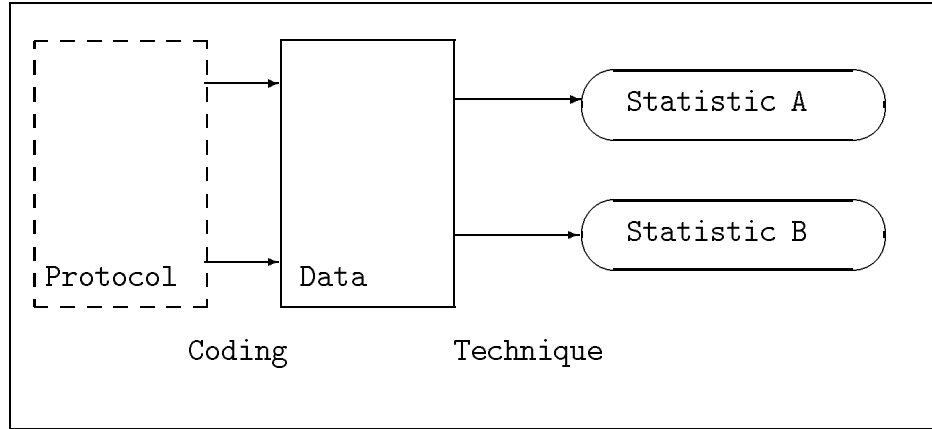 Statistic A
Statistic B
Protocol
Data
Coding
Technique